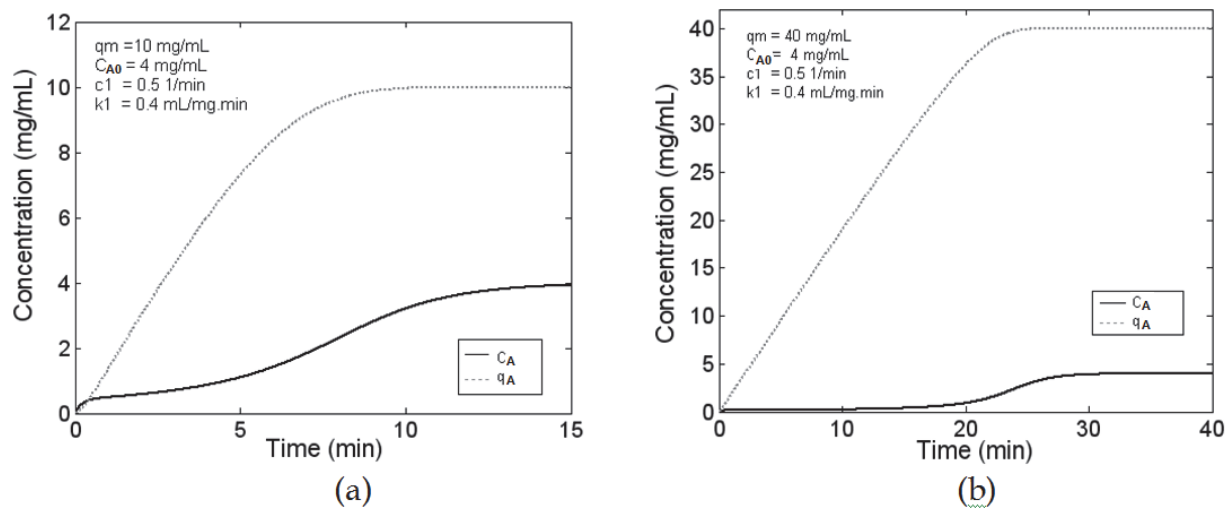 qm =10 mg/mL
CA0 = 4 mg/mL
c1 = 0.5 1/min
k1 = 0.4 mL/mg.min
Concentration (mg/mL)
12
10
8
6
4
2
0
0 5 10 15
Time (min)
CA
qA
(a)
qm = 40 mg/mL
CA0 = 4 mg/mL
c1 = 0.5 1/min
k1 = 0.4 mL/mg.min
Concentration (mg/mL)
40
35
30
25
20
15
10
5
0
0 10 20 30 40
Time (min)
CA
qA
(b)